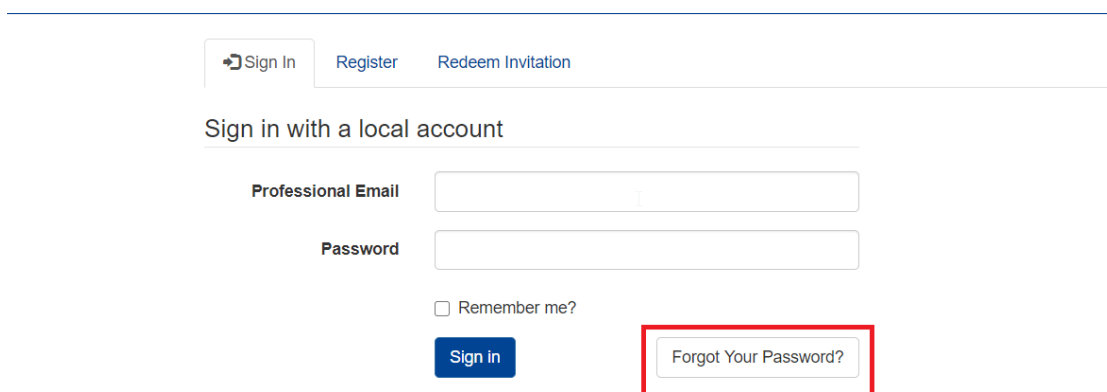 Sign In Register Redeem Invitation
Sign in with a local account
Professional Email
Password
Remember me?
Sign in Forgot Your Password?